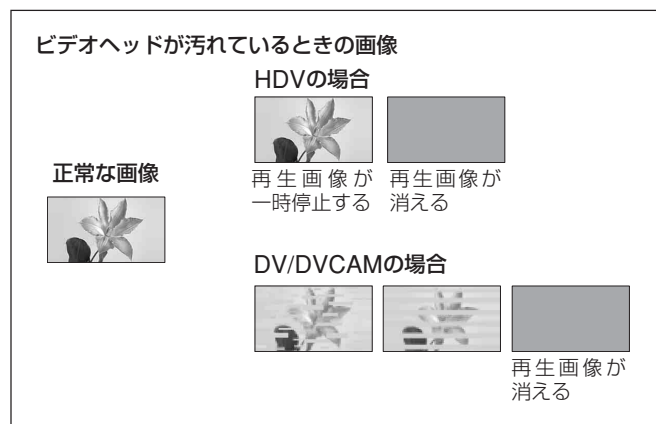 ビデオヘッドが汚れているときの画像
HDVの場合
正常な画像
再生画像が
一時停止する
再生画像が
消える
DV/DVCAMの場合
再生画像が
消える